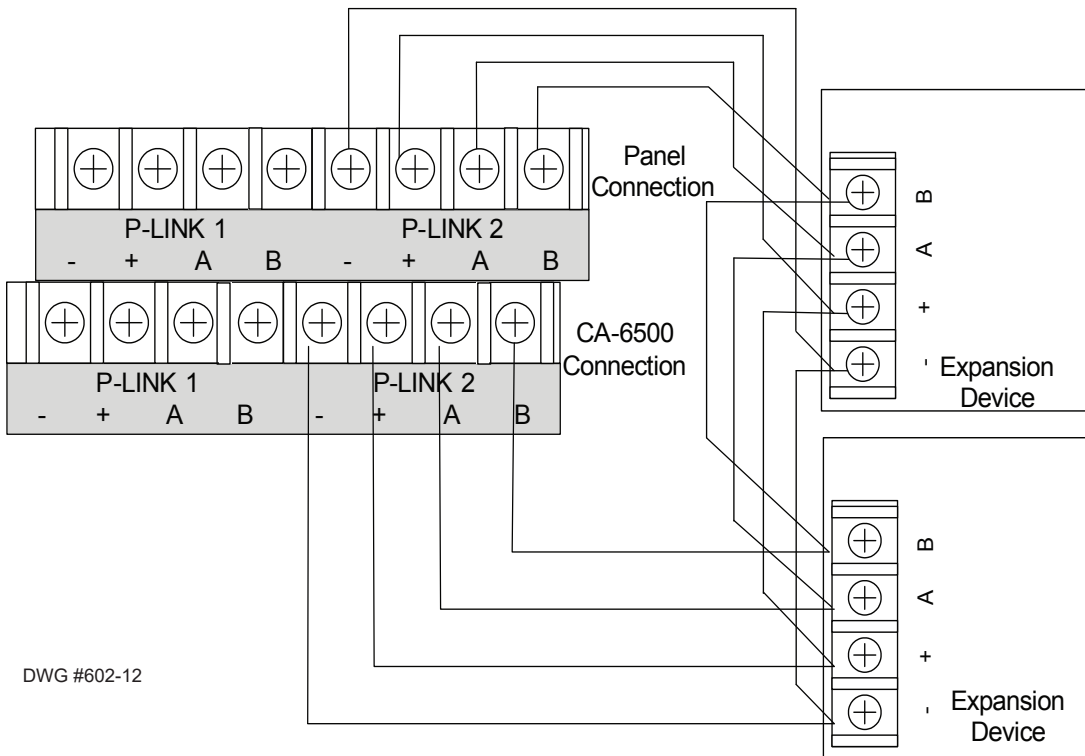 Panel
Connection
P-LINK 1 P-LINK 2
- + A B - + A B
CA-6500
Connection
P-LINK 1 P-LINK 2
- + A B - + A B
B
A
+
-
Expansion
Device
B
A
+
-
Expansion
Device
DWG #602-12